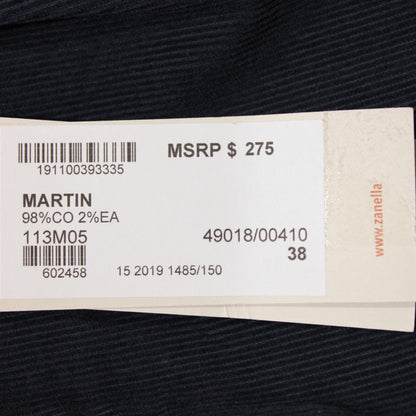 MSRP $ 275
191100393335
MARTIN
98%CO 2%EA
113M05
49018/00410
38
602458
15 2019 1485/150
www.zanella